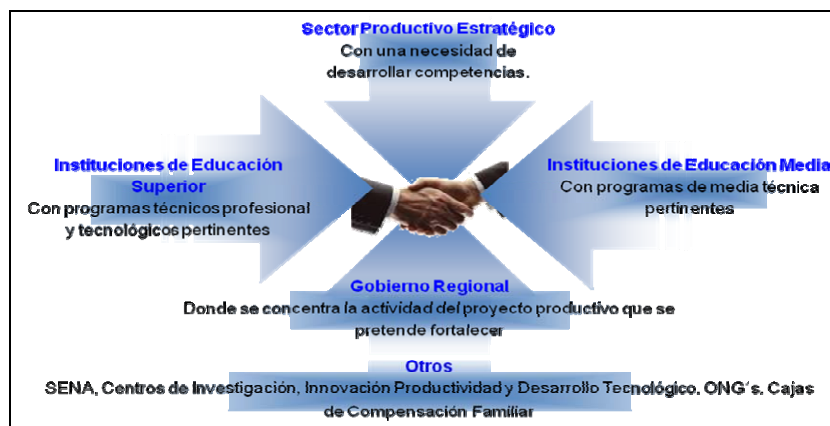 Sector Productivo Estratégico
Con una necesidad de
desarrollar competencias.
Instituciones de Educación
Superior
Con programas técnicos profesional
y tecnológicos pertinentes
Instituciones de Educación Media
Con programas de media técnica
pertinentes
Gobierno Regional
Donde se concentra la actividad del proyecto productivo que se
pretende fortalecer
Otros
SENA, Centros de Investigación, Innovación Productividad y Desarrollo Tecnológico. ONG´s. Cajas
de Compensación Familiar